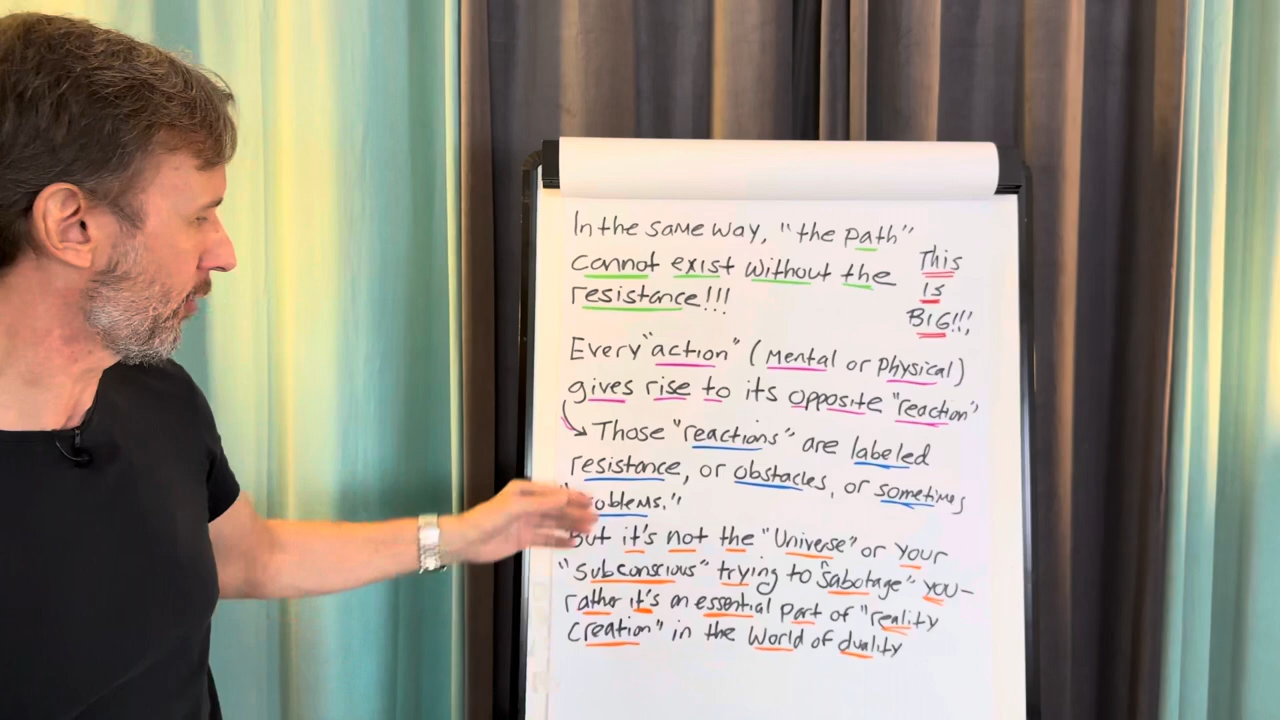 In the same way, "the path"
cannot exist without the
resistance!!!
This
Is
BIG!!!
Every "action" (mental or physical)
gives rise to its opposite "reaction"
Those "reactions" are labeled
resistance, or obstacles, or sometimes
oblems."
But it's not the "Universe" or your
"subconscious" trying to "sabotage" you-
rather it's an essential part of "reality
creation" in the world of duality